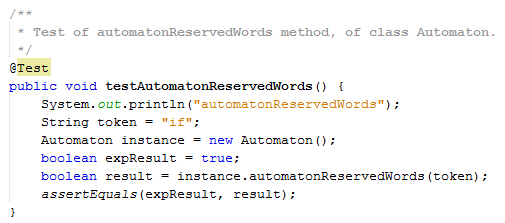 /**
 * Test of automatonReservedWords method, of class Automaton.
 */
@Test
public void testAutomatonReservedWords() {
    System.out.println("automatonReservedWords");
    String token = "if";
    Automaton instance = new Automaton();
    boolean expResult = true;
    boolean result = instance.automatonReservedWords(token);
    assertEquals(expResult, result);
}